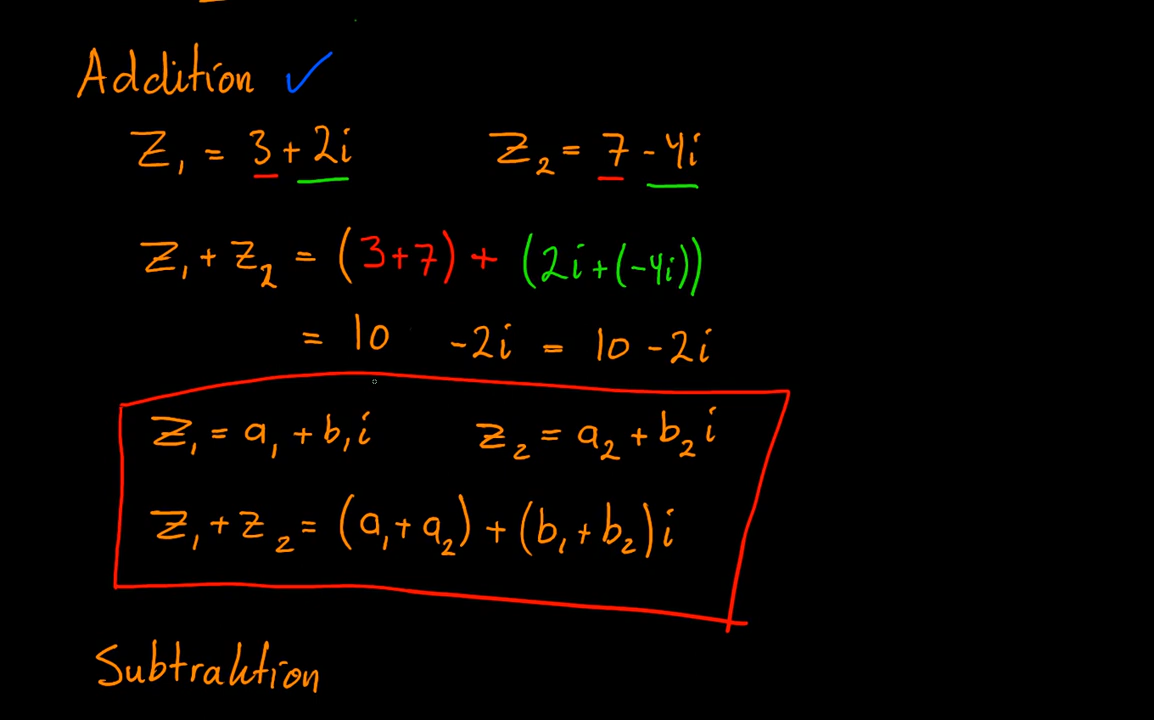 Addition ✓
Z₁ = 3 + 2i Z₂ = 7 - 4i
Z₁ + Z₂ = (3+7) + (2i+(-4i))
= 10 -2i = 10 - 2i
Z₁ = a₁ + b₁i Z₂ = a₂ + b₂i
Z₁ + Z₂ = (a₁ + a₂) + (b₁ + b₂)i
Subtraktion